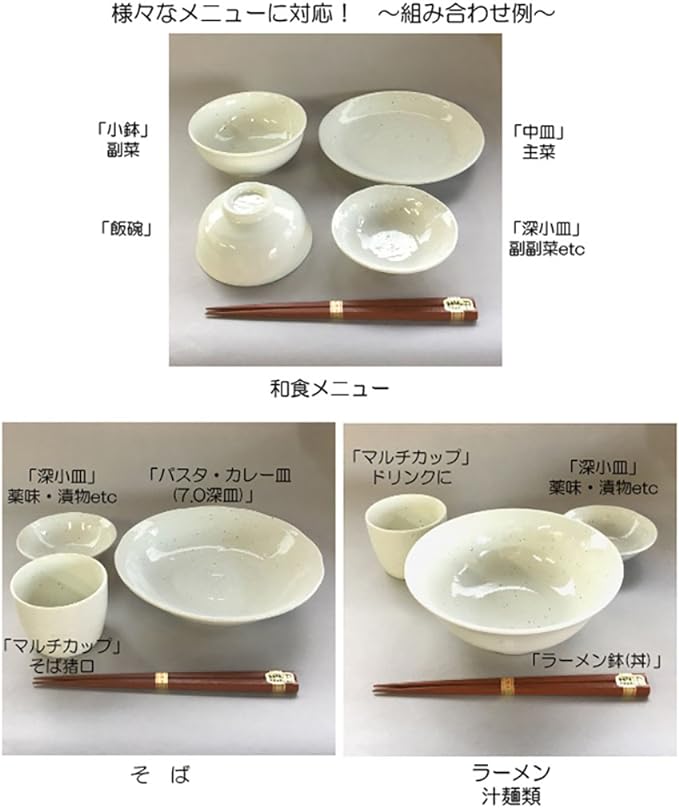 様々なメニューに対応！　～組み合わせ例～
「小鉢」
副菜
「中皿」
主菜
「飯碗」
「深小皿」
副副菜etc
和食メニュー
「深小皿」
薬味・漬物etc
「パスタ・カレー皿
(7,0深皿)」
「マルチカップ」
そば猪口
そ　ば
「マルチカップ」
ドリンクに
「深小皿」
薬味・漬物etc
「ラーメン鉢(丼)」
ラーメン
汁麺類